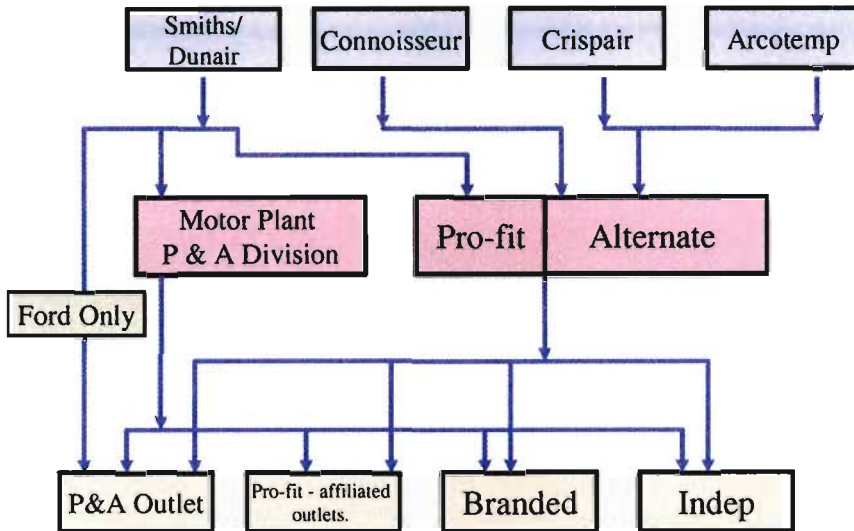 Smiths/
Dunair
Connoisseur
Crispair
Arcotemp
Motor Plant
P & A Division
Pro-fit
Alternate
Ford Only
P&A Outlet
Pro-fit - affiliated
outlets.
Branded
Indep